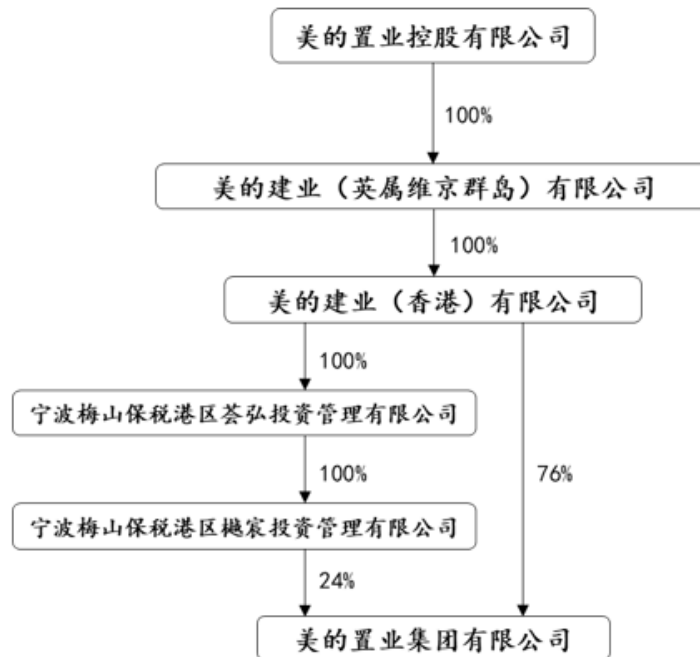 美的置业控股有限公司
100%
美的建业（英属维京群岛）有限公司
100%
美的建业（香港）有限公司
100%
宁波梅山保税港区荟弘投资管理有限公司
100%
76%
宁波梅山保税港区樾宸投资管理有限公司
24%
美的置业集团有限公司